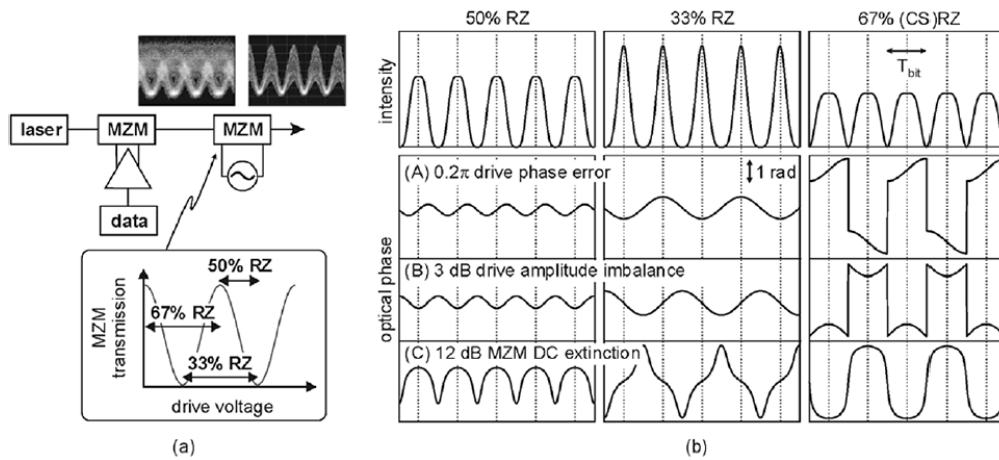 laser
MZM
MZM
data
50% RZ
67% RZ
33% RZ
MZM
transmission
drive voltage
(a)
50% RZ
33% RZ
67% (CS)RZ
intensity
T_bit
optical phase
(A) 0.2π drive phase error
1 rad
(B) 3 dB drive amplitude imbalance
(C) 12 dB MZM DC extinction
(b)